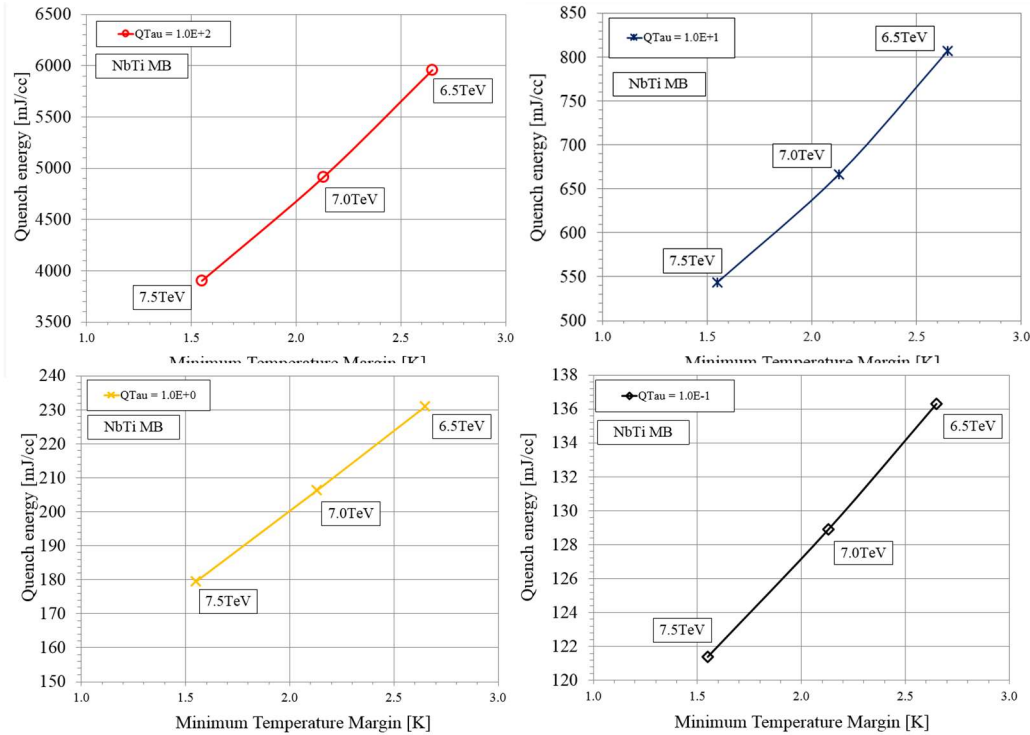 QTau = 1.0E+2
NbTi MB
Quench energy [mJ/cc]
6500
6000
5500
5000
4500
4000
3500
6.5TeV
7.0TeV
7.5TeV
1.0
1.5
2.0
2.5
3.0
Minimum Temperature Margin [K]
QTau = 1.0E+1
NbTi MB
Quench energy [mJ/cc]
850
800
750
700
650
600
550
500
6.5TeV
7.0TeV
7.5TeV
1.0
1.5
2.0
2.5
3.0
Minimum Temperature Margin [K]
QTau = 1.0E+0
NbTi MB
Quench energy [mJ/cc]
240
230
220
210
200
190
180
170
160
150
6.5TeV
7.0TeV
7.5TeV
1.0
1.5
2.0
2.5
3.0
Minimum Temperature Margin [K]
QTau = 1.0E-1
NbTi MB
Quench energy [mJ/cc]
138
136
134
132
130
128
126
124
122
120
6.5TeV
7.0TeV
7.5TeV
1.0
1.5
2.0
2.5
3.0
Minimum Temperature Margin [K]